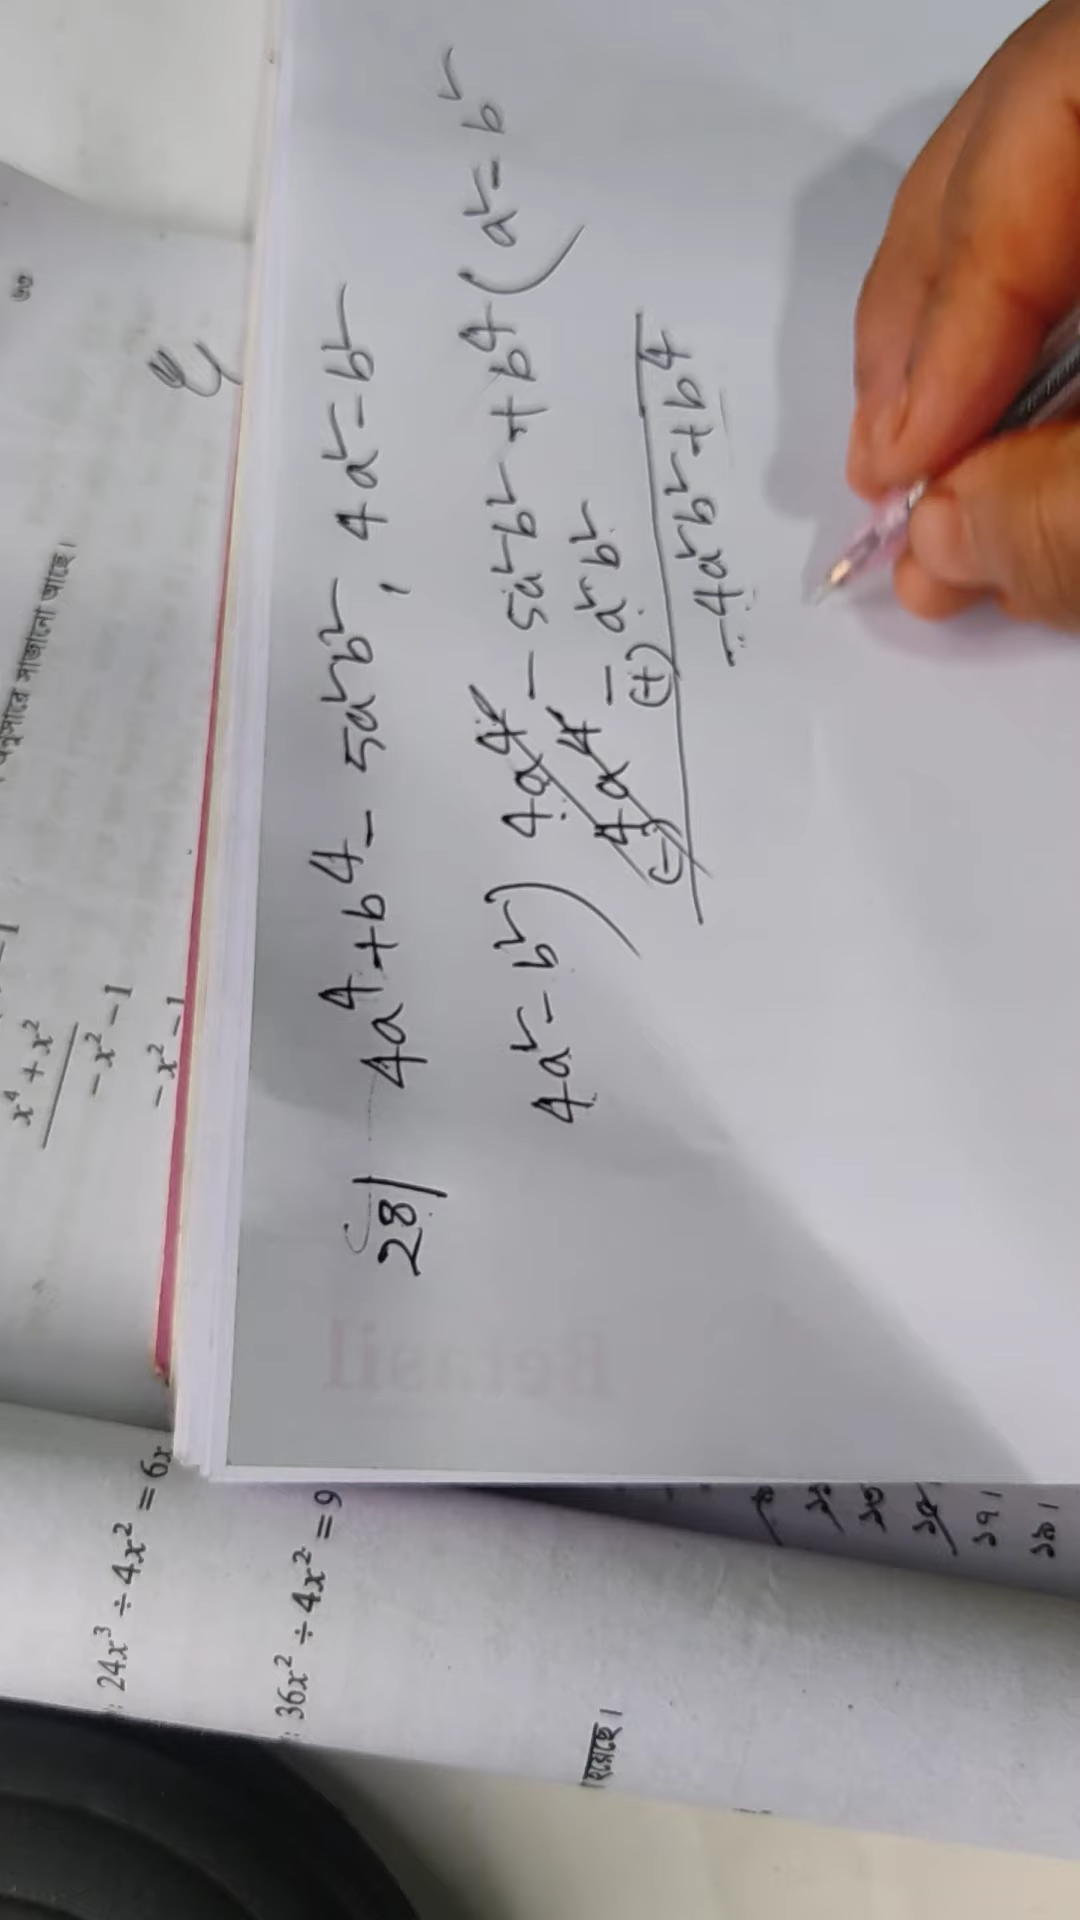 28| 4a⁴+b⁴-5a²b², 4a²-b²
4a²-b²) 4a⁴-5a²b²+b⁴(a²-b²
4a⁴-a²b²
(-) (+)
-4a²b²+b⁴
x⁴+x²
-x²-1
-x²-1
সাজানো আছে।
24x³÷4x²=6x
36x²÷4x²=9
হয়েছে।